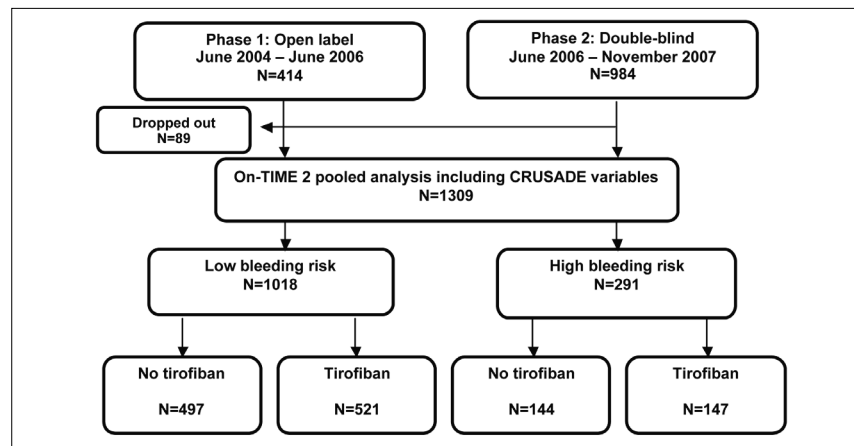 Phase 1: Open label
June 2004 – June 2006
N=414
Phase 2: Double-blind
June 2006 – November 2007
N=984
Dropped out
N=89
On-TIME 2 pooled analysis including CRUSADE variables
N=1309
Low bleeding risk
N=1018
High bleeding risk
N=291
No tirofiban
N=497
Tirofiban
N=521
No tirofiban
N=144
Tirofiban
N=147